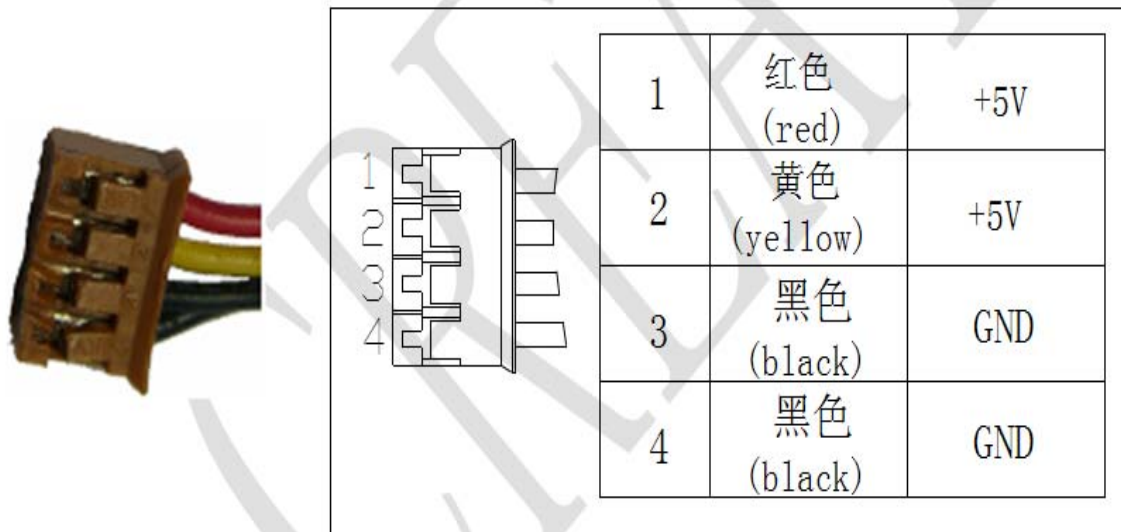 1
2
3
4
1 红色 (red) +5V
2 黄色 (yellow) +5V
3 黑色 (black) GND
4 黑色 (black) GND